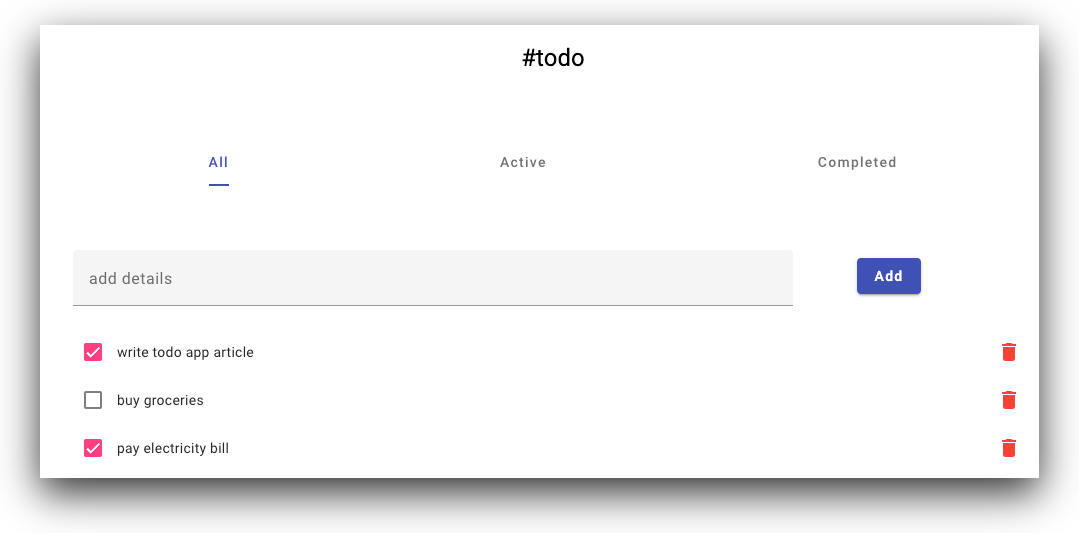 #todo
All Active Completed
add details Add
write todo app article
buy groceries
pay electricity bill